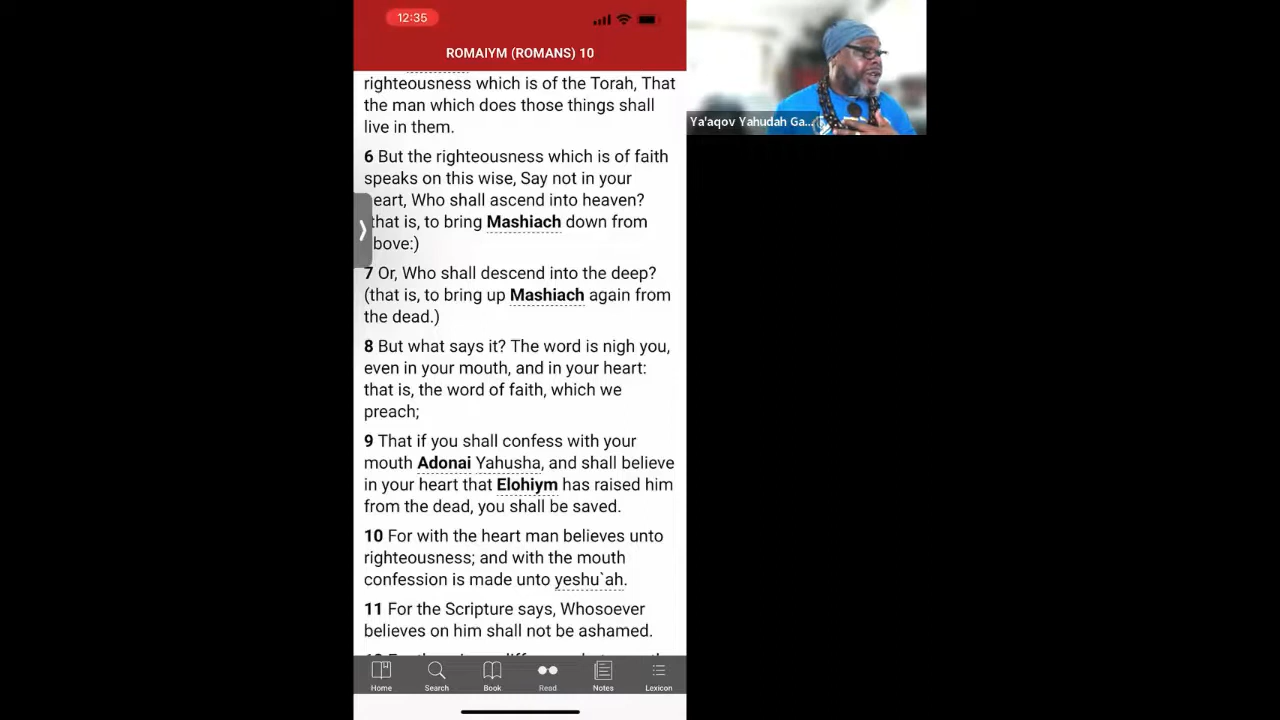 12:35
ROMAIYM (ROMANS) 10
righteousness which is of the Torah, That
the man which does those things shall
live in them.
6 But the righteousness which is of faith
speaks on this wise, Say not in your
eart, Who shall ascend into heaven?
that is, to bring Mashiach down from
bove:)
7 Or, Who shall descend into the deep?
(that is, to bring up Mashiach again from
the dead.)
8 But what says it? The word is nigh you,
even in your mouth, and in your heart:
that is, the word of faith, which we
preach;
9 That if you shall confess with your
mouth Adonai Yahusha, and shall believe
in your heart that Elohiym has raised him
from the dead, you shall be saved.
10 For with the heart man believes unto
righteousness; and with the mouth
confession is made unto yeshu`ah.
11 For the Scripture says, Whosoever
believes on him shall not be ashamed.
Home Search Book Read Notes Lexicon
Ya'aqov Yahudah Ga...